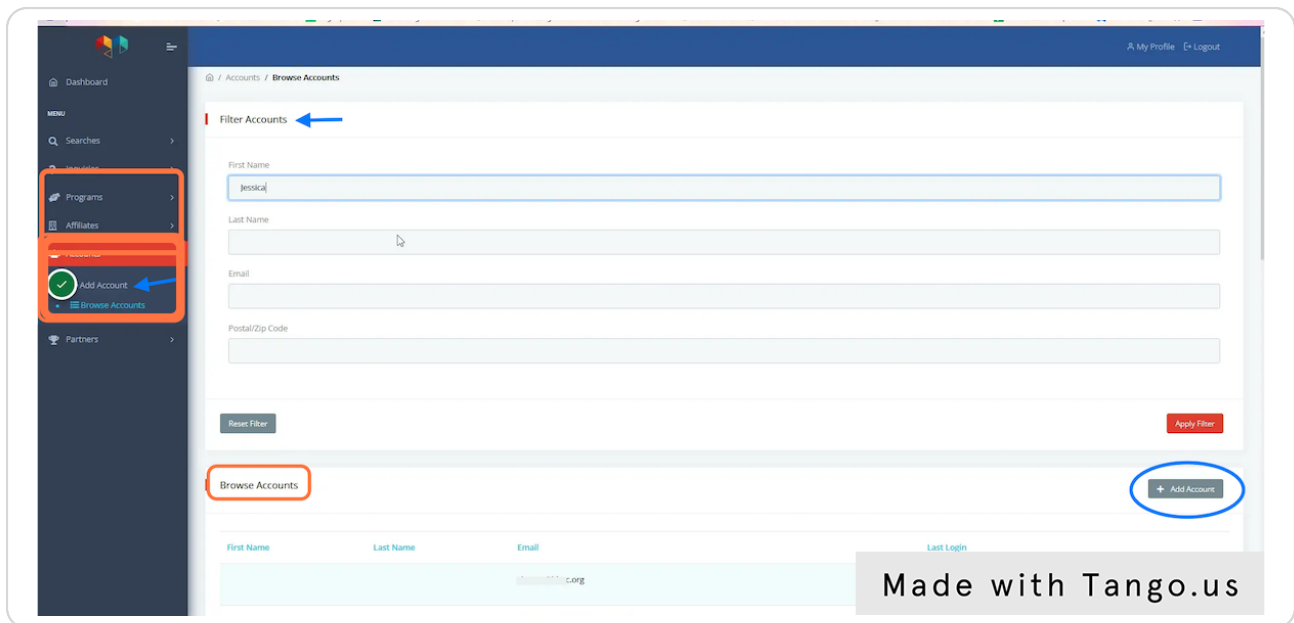 My Profile Logout
/ Accounts / Browse Accounts
Dashboard
MENU
Searches
Programs
Affiliates
Accounts
Add Account
Browse Accounts
Partners
Filter Accounts
First Name
Jessica
Last Name
Email
Postal/Zip Code
Reset Filter
Apply Filter
Browse Accounts
+ Add Account
First Name Last Name Email Last Login
c.org
Made with Tango.us